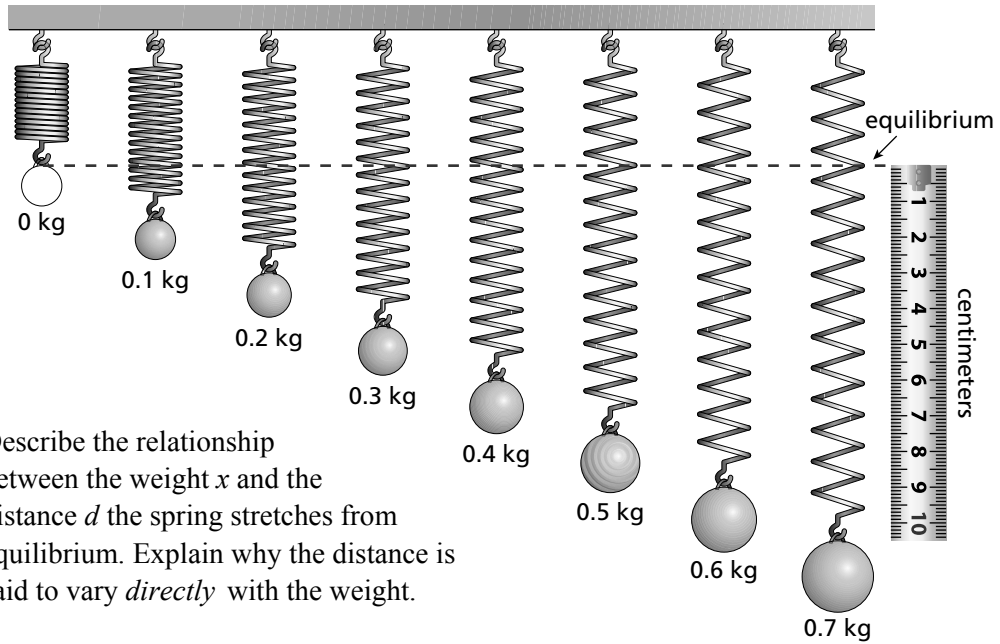 equilibrium
0 kg
0.1 kg
0.2 kg
0.3 kg
0.4 kg
0.5 kg
0.6 kg
0.7 kg
1
2
3
4
5
6
7
8
9
10
centimeters
escribe the relationship
etween the weight x and the
istance d the spring stretches from
quilibrium. Explain why the distance is
aid to vary directly with the weight.